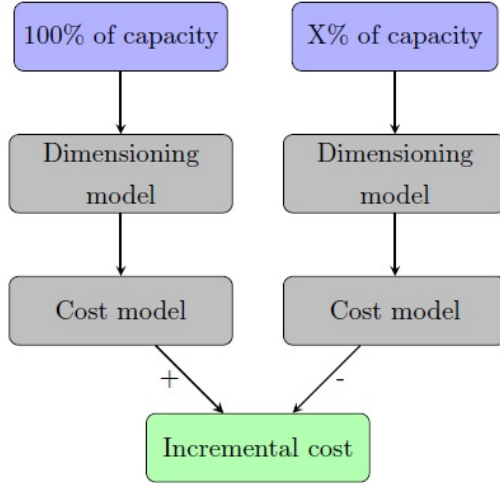 100% of capacity
X% of capacity
Dimensioning
model
Dimensioning
model
Cost model
Cost model
+
-
Incremental cost